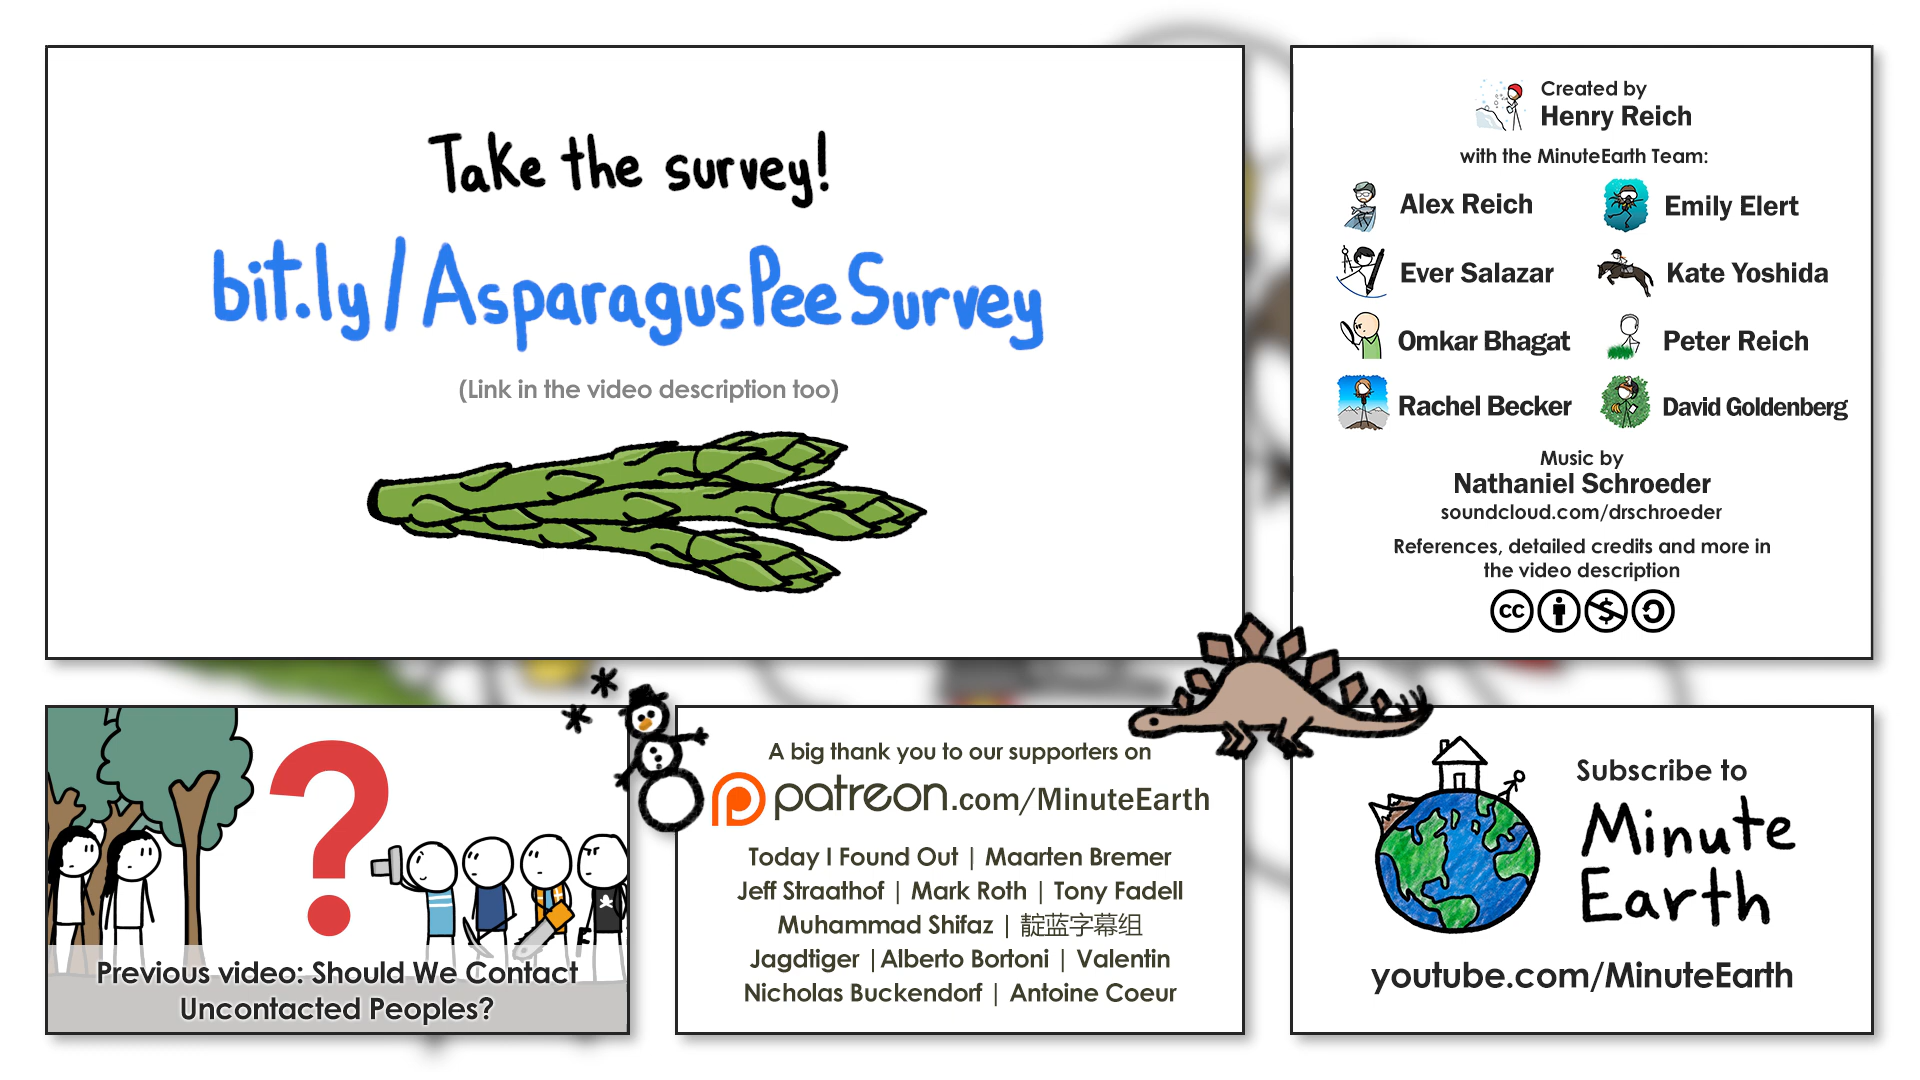 Take the survey!
bit.ly/AsparagusPeeSurvey
(Link in the video description too)
Created by
Henry Reich
with the MinuteEarth Team:
Alex Reich
Emily Elert
Ever Salazar
Kate Yoshida
Omkar Bhagat
Peter Reich
Rachel Becker
David Goldenberg
Music by
Nathaniel Schroeder
soundcloud.com/drschroeder
References, detailed credits and more in
the video description
cc
Previous video: Should We Contact
Uncontacted Peoples?
A big thank you to our supporters on
patreon.com/MinuteEarth
Today I Found Out | Maarten Bremer
Jeff Straathof | Mark Roth | Tony Fadell
Muhammad Shifaz | 靛蓝字幕组
Jagdtiger | Alberto Bortoni | Valentin
Nicholas Buckendorf | Antoine Coeur
Subscribe to
Minute
Earth
youtube.com/MinuteEarth